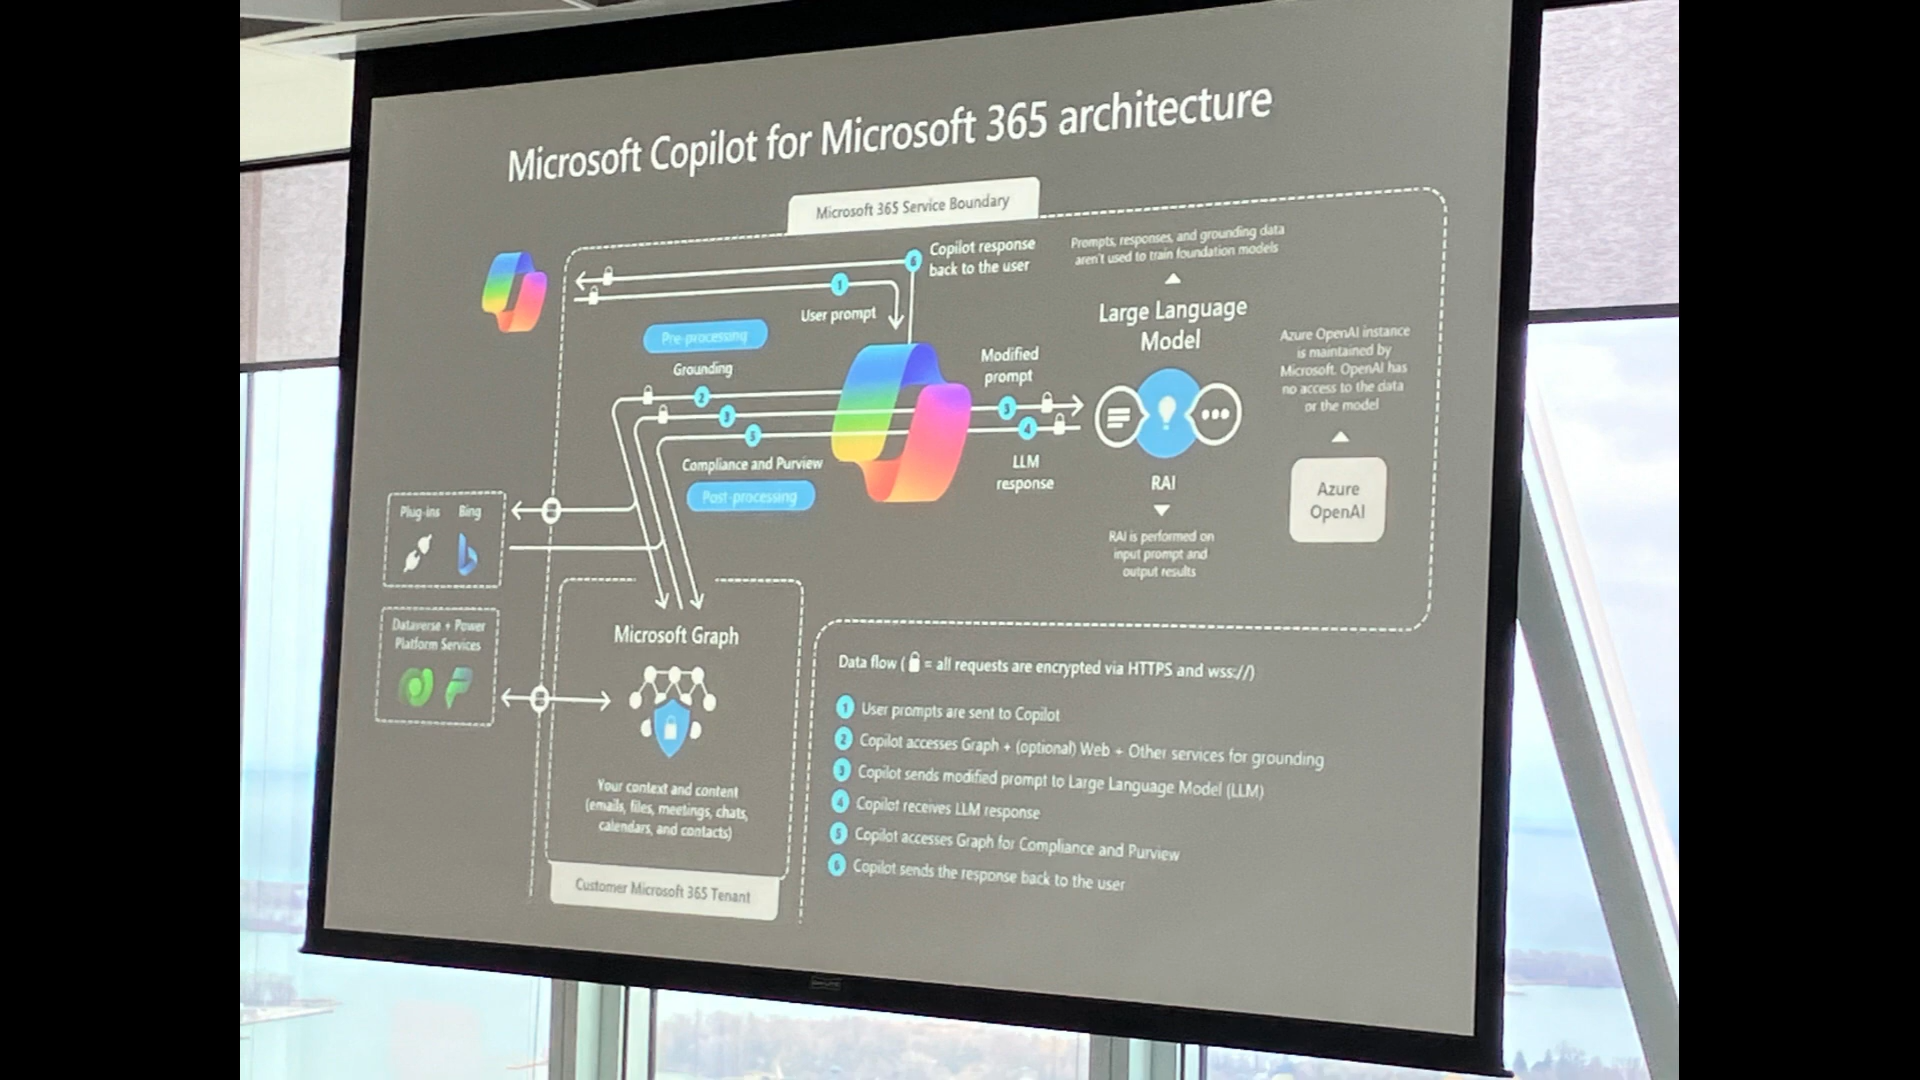 Microsoft Copilot for Microsoft 365 architecture
Microsoft 365 Service Boundary
6
Copilot response
back to the user
1
User prompt
Pre-processing
Grounding
2
3
5
Compliance and Purview
Post-processing
Modified
prompt
3
4
LLM
response
Prompts, responses, and grounding data
aren't used to train foundation models
Large Language
Model
RAI
RAI is performed on
input prompt and
output results
Azure OpenAI instance
is maintained by
Microsoft. OpenAI has
no access to the data
or the model
Azure
OpenAI
Plug-ins Bing
Dataverse + Power
Platform Services
Microsoft Graph
Your context and content
(emails, files, meetings, chats,
calendars, and contacts)
Customer Microsoft 365 Tenant
Data flow ( = all requests are encrypted via HTTPS and wss://)
1 User prompts are sent to Copilot
2 Copilot accesses Graph + (optional) Web + Other services for grounding
3 Copilot sends modified prompt to Large Language Model (LLM)
4 Copilot receives LLM response
5 Copilot accesses Graph for Compliance and Purview
6 Copilot sends the response back to the user